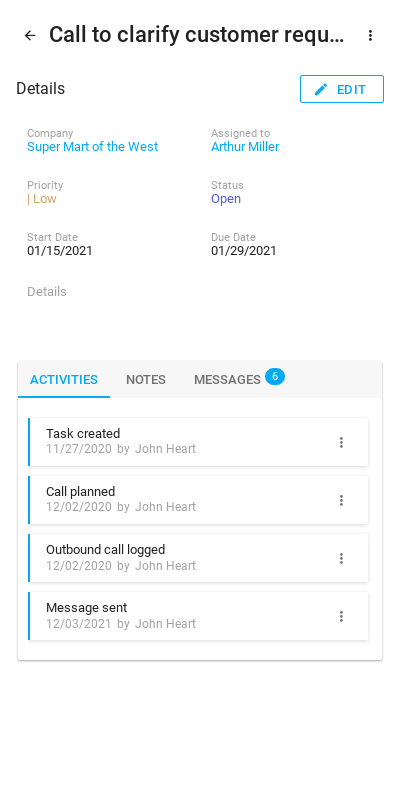 Call to clarify customer requ...
Details
EDIT
Company
Assigned to
Super Mart of the West
Arthur Miller
Priority
Status
| Low
Open
Start Date
Due Date
01/15/2021
01/29/2021
Details
ACTIVITIES NOTES MESSAGES 6
Task created
11/27/2020 by John Heart
Call planned
12/02/2020 by John Heart
Outbound call logged
12/02/2020 by John Heart
Message sent
12/03/2021 by John Heart